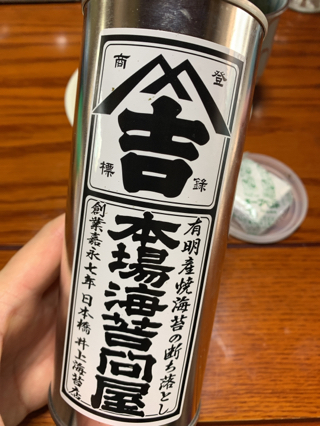 登録
商標
吉
有明産焼海苔の断ち落とし
本場海苔問屋
創業嘉永七年 日本橋 井上海苔店